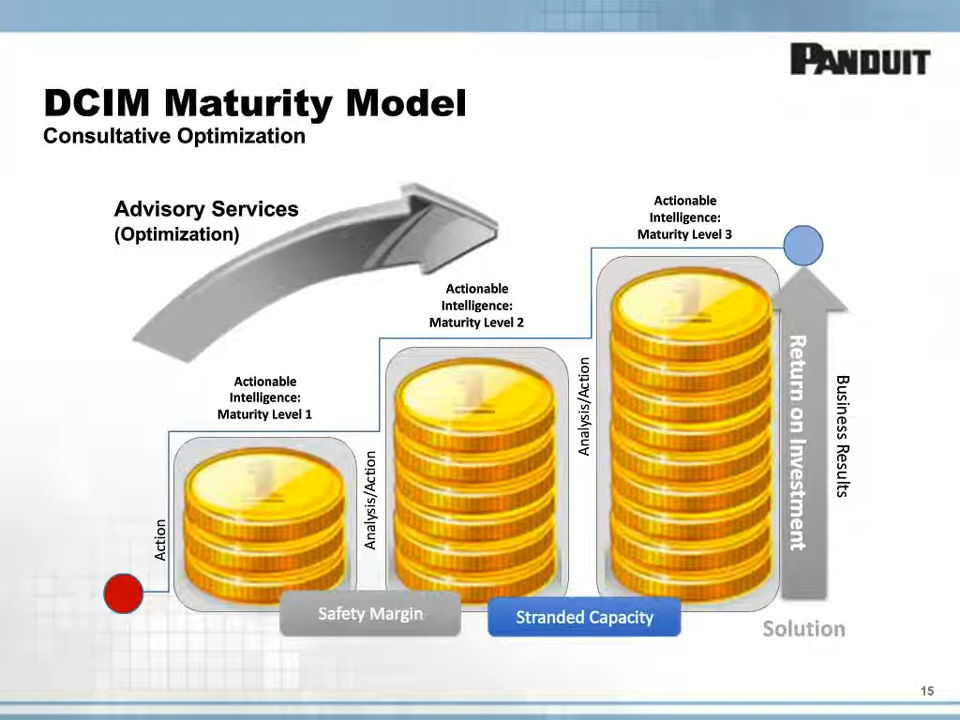 PANDUIT
DCIM Maturity Model
Consultative Optimization
Advisory Services
(Optimization)
Actionable
Intelligence:
Maturity Level 3
Actionable
Intelligence:
Maturity Level 2
Actionable
Intelligence:
Maturity Level 1
Action
Analysis/Action
Analysis/Action
Return on Investment
Business Results
Safety Margin
Stranded Capacity
Solution
15